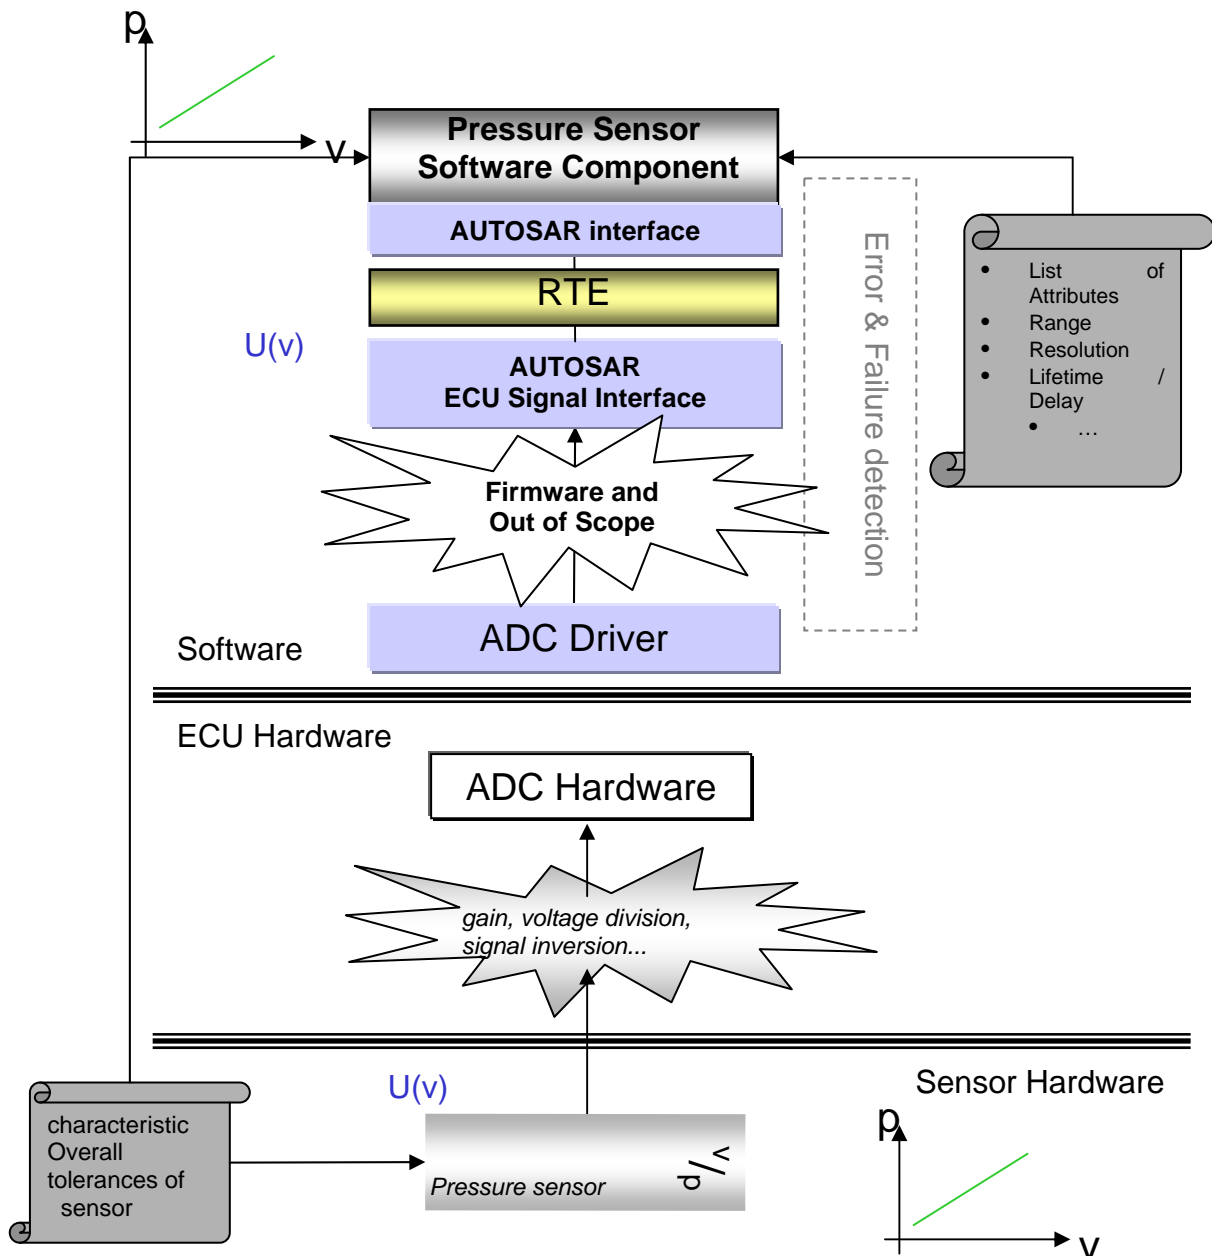 p
v
Pressure Sensor
Software Component
AUTOSAR interface
RTE
U(v)
AUTOSAR
ECU Signal Interface
Firmware and
Out of Scope
ADC Driver
Error & Failure detection
• List of
Attributes
• Range
• Resolution
• Lifetime /
Delay
• ...
Software
ECU Hardware
ADC Hardware
gain, voltage division,
signal inversion...
U(v)
Sensor Hardware
characteristic
Overall
tolerances of
sensor
Pressure sensor
v/p
p
v